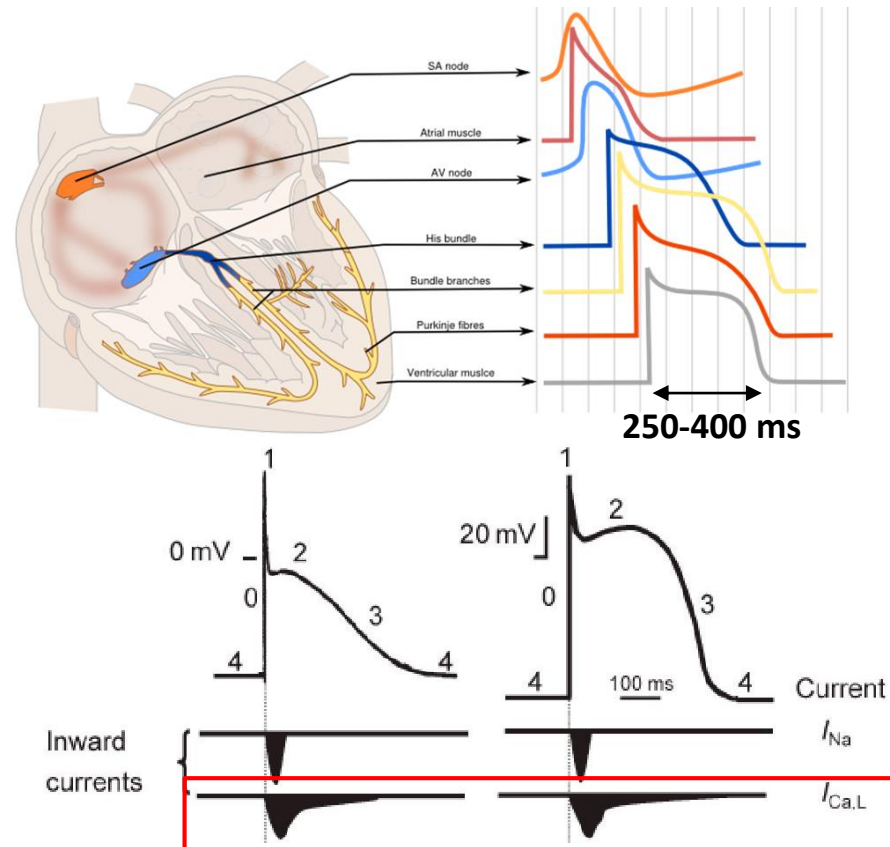 SA node
Atrial muscle
AV node
His bundle
Bundle branches
Purkinje fibres
Ventricular muslce
250-400 ms
1
0 mV
2
0
3
4
4
1
20 mV
2
0
3
4
100 ms
4
Current
Inward
currents
I Na
I Ca,L